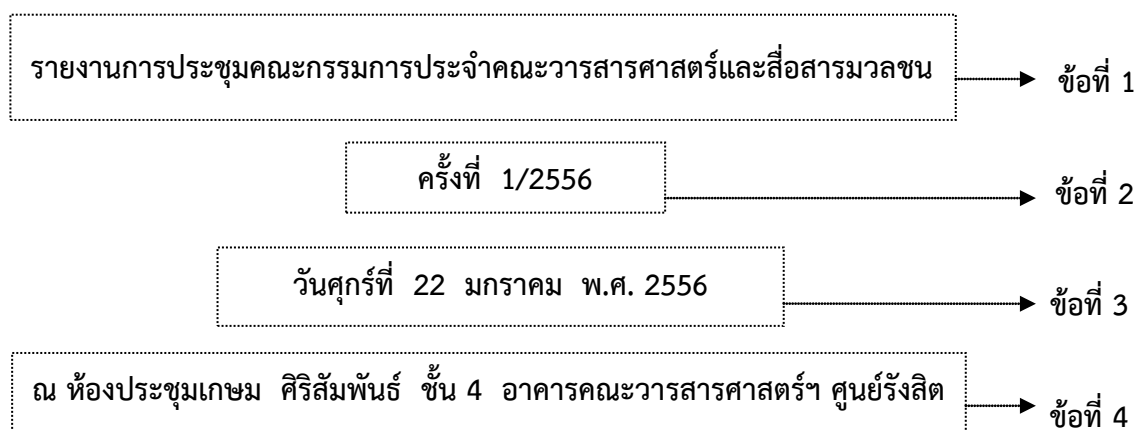 รายงานการประชุมคณะกรรมการประจำคณะวารสารศาสตร์และสื่อสารมวลชน ข้อที่ 1
ครั้งที่ 1/2556 ข้อที่ 2
วันศุกร์ที่ 22 มกราคม พ.ศ. 2556 ข้อที่ 3
ณ ห้องประชุมเกษม ศิริสัมพันธ์ ชั้น 4 อาคารคณะวารสารศาสตร์ฯ ศูนย์รังสิต ข้อที่ 4